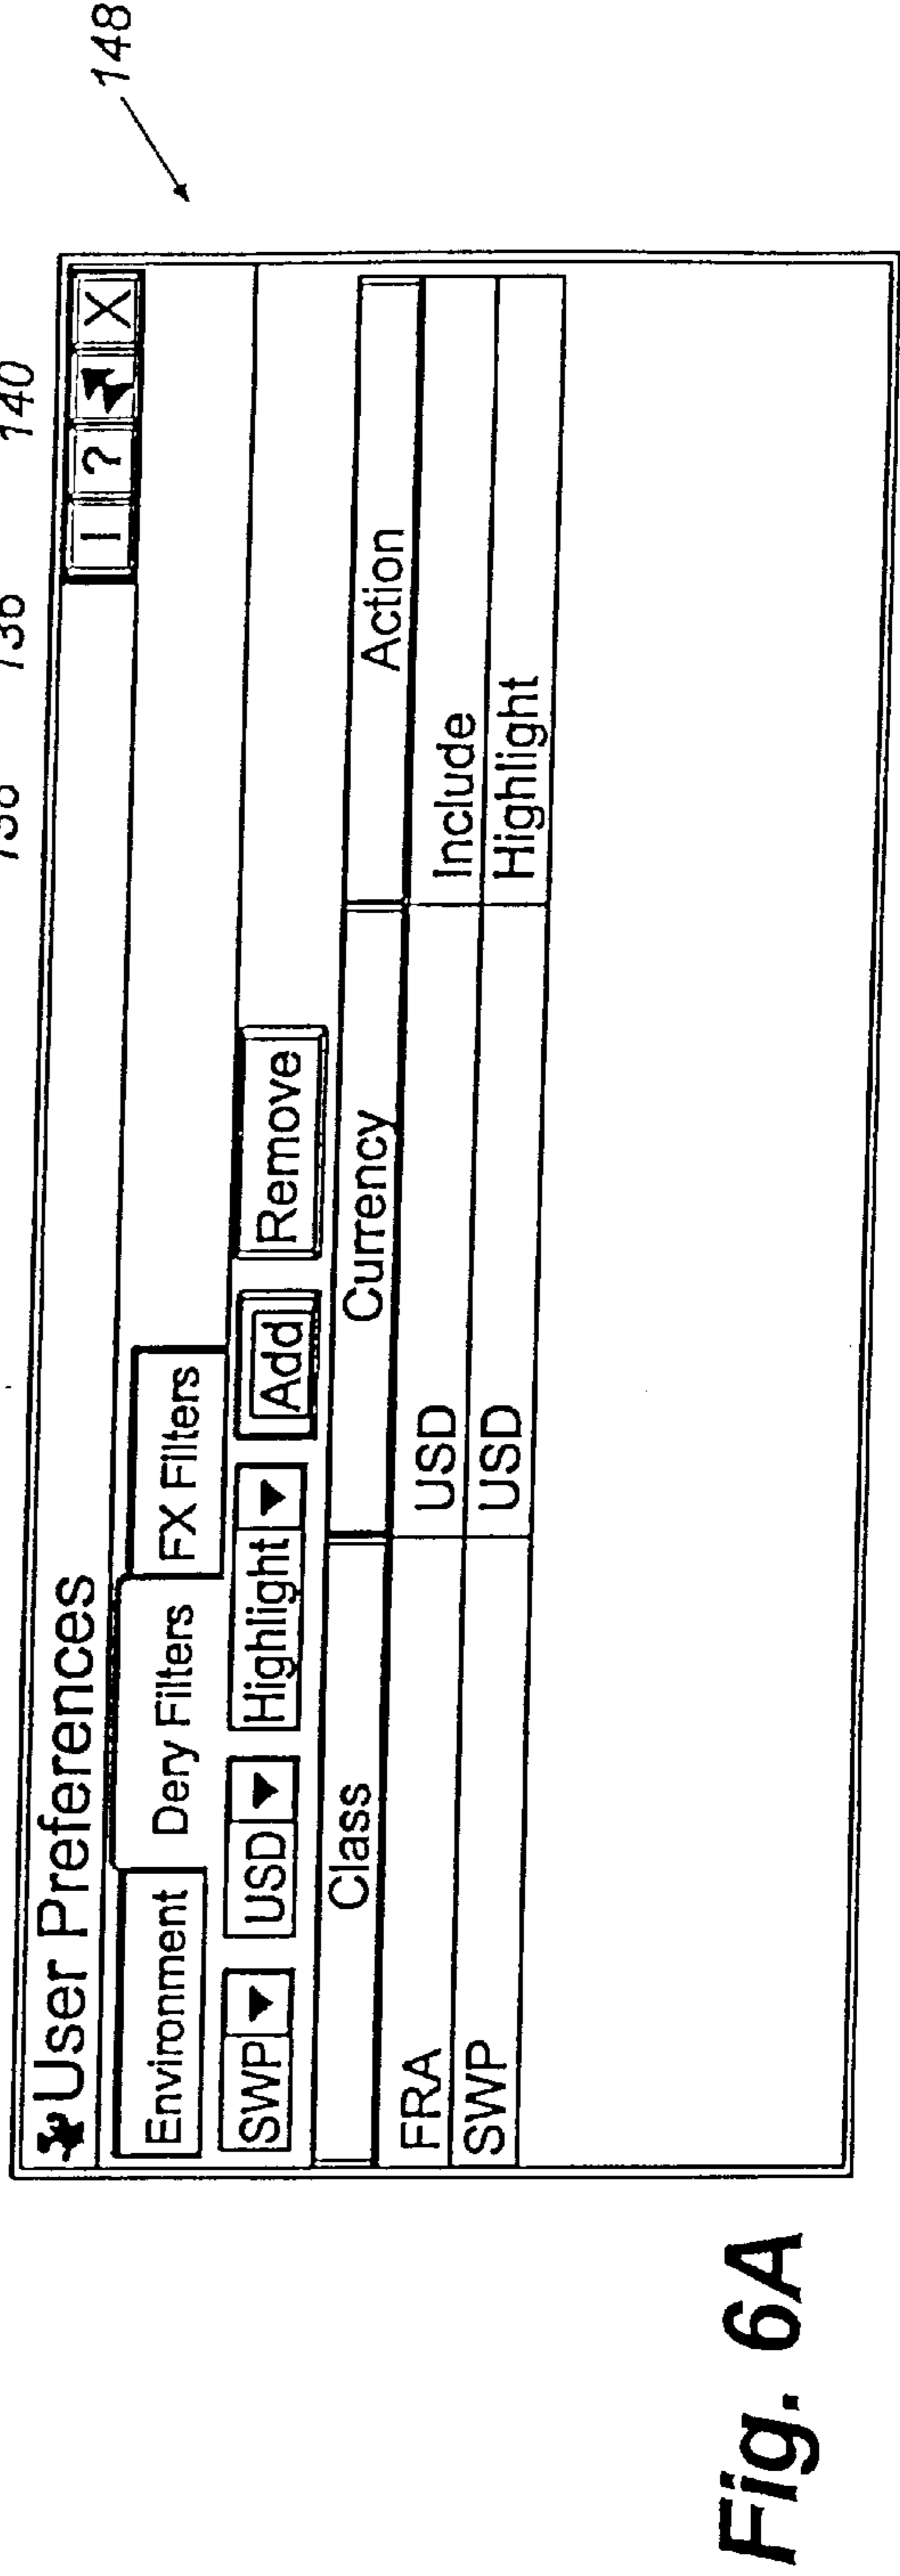 140
148
User Preferences
I ? X
Environment Dery Filters FX Filters
SWP USD Highlight Add Remove
Class Currency Action
FRA USD Include
SWP USD Highlight
Fig. 6A